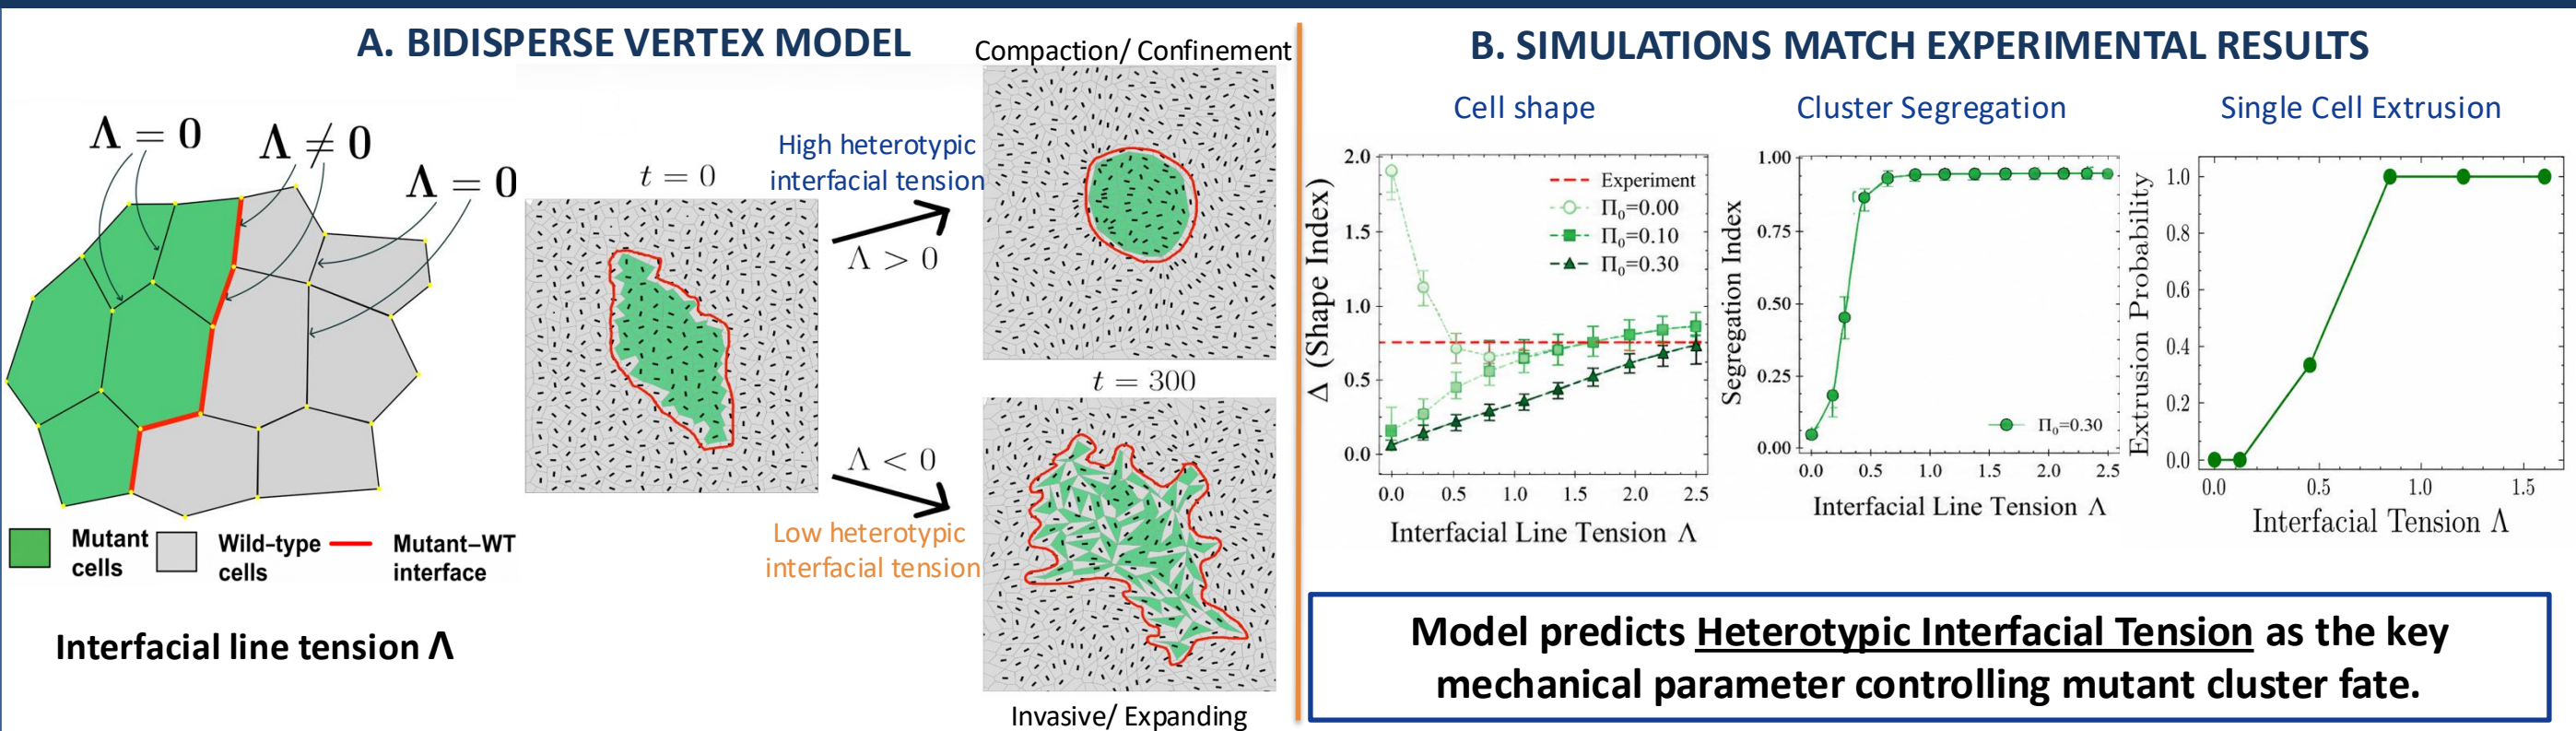 A. BIDISPERSE VERTEX MODEL
Λ = 0
Λ ≠ 0
Λ = 0
Mutant
cells
Wild–type
cells
Mutant–WT
interface
Interfacial line tension Λ
t = 0
High heterotypic
interfacial tension
Λ > 0
Λ < 0
Low heterotypic
interfacial tension
Compaction/ Confinement
t = 300
Invasive/ Expanding
B. SIMULATIONS MATCH EXPERIMENTAL RESULTS
Cell shape
Δ (Shape Index)
2.0
1.5
1.0
0.5
0.0
Experiment
Π₀=0.00
Π₀=0.10
Π₀=0.30
0.0 0.5 1.0 1.5 2.0 2.5
Interfacial Line Tension Λ
Cluster Segregation
Segregation Index
1.00
0.75
0.50
0.25
0.00
Π₀=0.30
0.0 0.5 1.0 1.5 2.0 2.5
Interfacial Line Tension Λ
Single Cell Extrusion
Extrusion Probability
1.0
0.8
0.6
0.4
0.2
0.0
0.0 0.5 1.0 1.5
Interfacial Tension Λ
Model predicts Heterotypic Interfacial Tension as the key
mechanical parameter controlling mutant cluster fate.